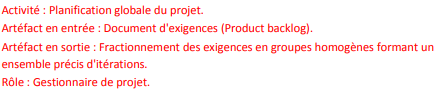 Activité : Planification globale du projet.
Artéfact en entrée : Document d'exigences (Product backlog).
Artéfact en sortie : Fractionnement des exigences en groupes homogènes formant un
ensemble précis d'itérations.
Rôle : Gestionnaire de projet.